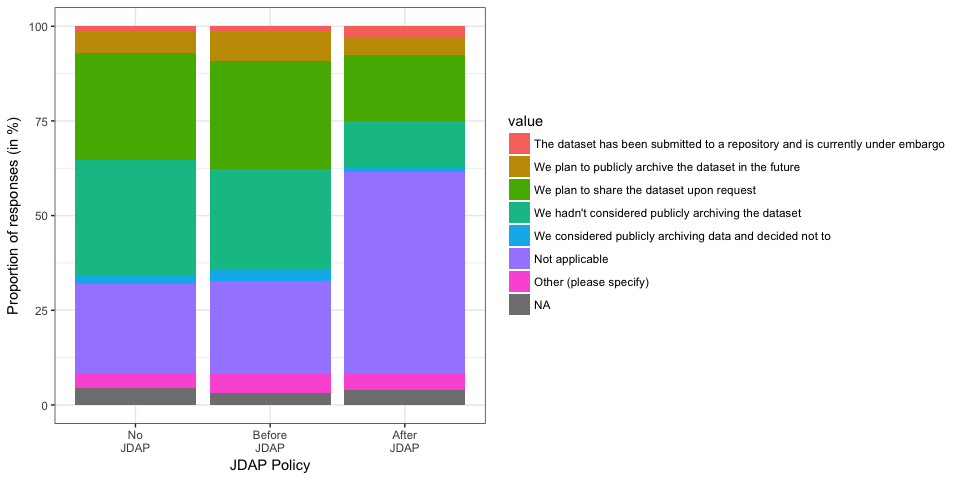 Proportion of responses (in %)
100
75
50
25
0
No
JDAP
Before
JDAP
After
JDAP
JDAP Policy
value
The dataset has been submitted to a repository and is currently under embargo
We plan to publicly archive the dataset in the future
We plan to share the dataset upon request
We hadn't considered publicly archiving the dataset
We considered publicly archiving data and decided not to
Not applicable
Other (please specify)
NA